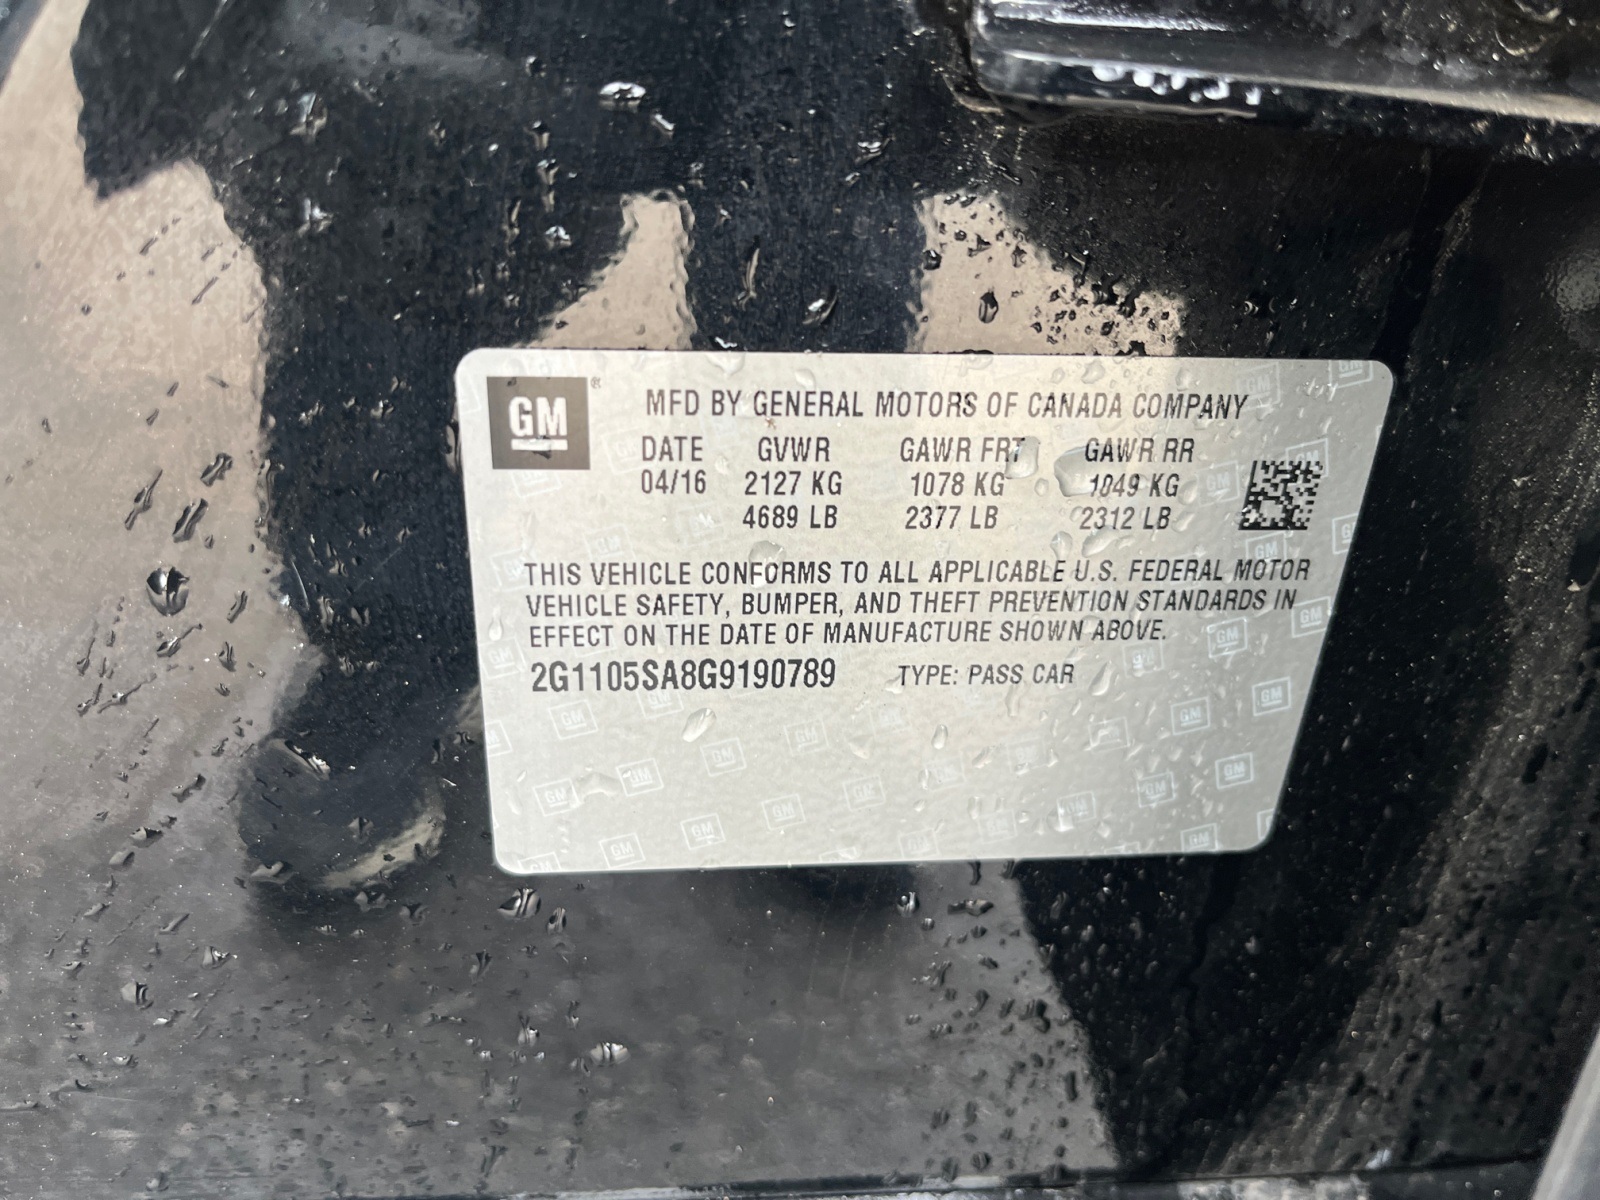 GM ®
MFD BY GENERAL MOTORS OF CANADA COMPANY
DATE GVWR GAWR FRT GAWR RR
04/16 2127 KG 1078 KG 1049 KG
4689 LB 2377 LB 2312 LB
THIS VEHICLE CONFORMS TO ALL APPLICABLE U.S. FEDERAL MOTOR
VEHICLE SAFETY, BUMPER, AND THEFT PREVENTION STANDARDS IN
EFFECT ON THE DATE OF MANUFACTURE SHOWN ABOVE.
2G1105SA8G9190789 TYPE: PASS CAR